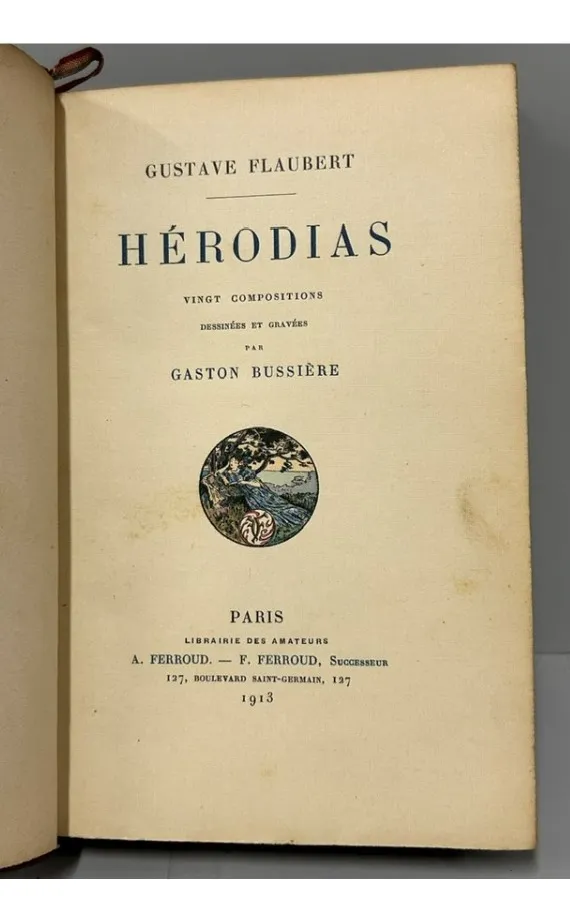 GUSTAVE FLAUBERT
HÉRODIAS
VINGT COMPOSITIONS
DESSINÉES ET GRAVÉES
PAR
GASTON BUSSIÈRE
PARIS
LIBRAIRIE DES AMATEURS
A. FERROUD. — F. FERROUD, SUCCESSEUR
127, BOULEVARD SAINT-GERMAIN, 127
1913